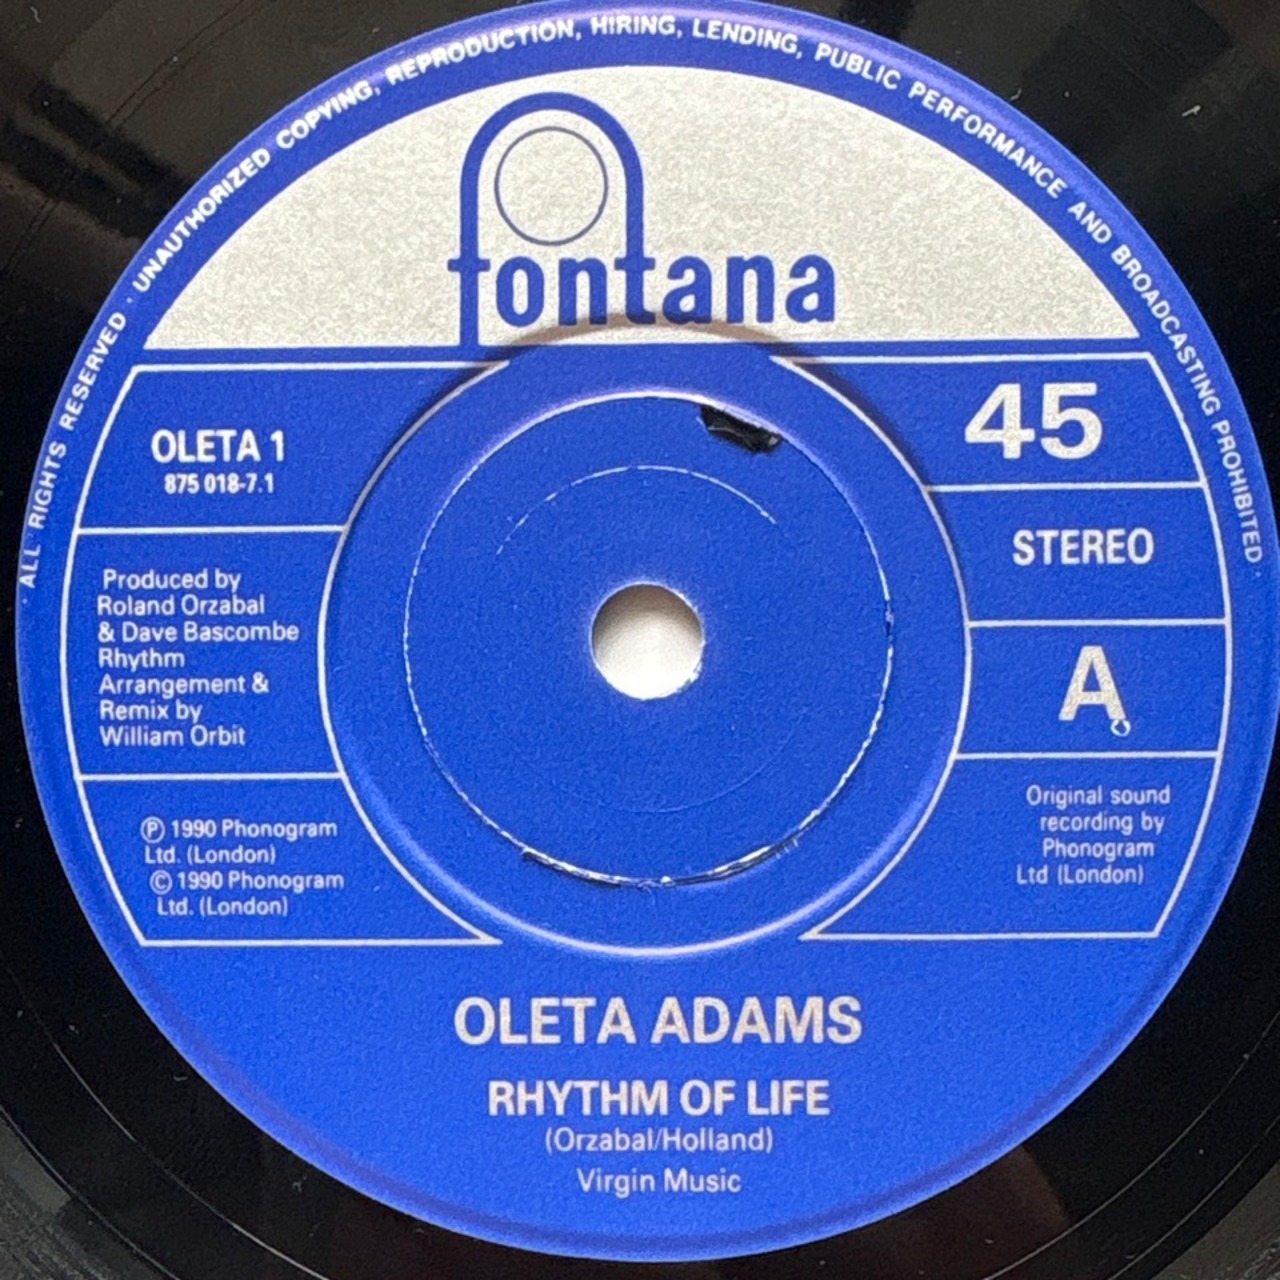 ALL RIGHTS RESERVED · UNAUTHORIZED COPYING, REPRODUCTION, HIRING, LENDING, PUBLIC PERFORMANCE AND BROADCASTING PROHIBITED ·
fontana
OLETA 1
875 018-7.1
45
STEREO
Produced by
Roland Orzabal
& Dave Bascombe
Rhythm
Arrangement &
Remix by
William Orbit
A
Ⓟ 1990 Phonogram
Ltd. (London)
© 1990 Phonogram
Ltd. (London)
Original sound
recording by
Phonogram
Ltd (London)
OLETA ADAMS
RHYTHM OF LIFE
(Orzabal/Holland)
Virgin Music